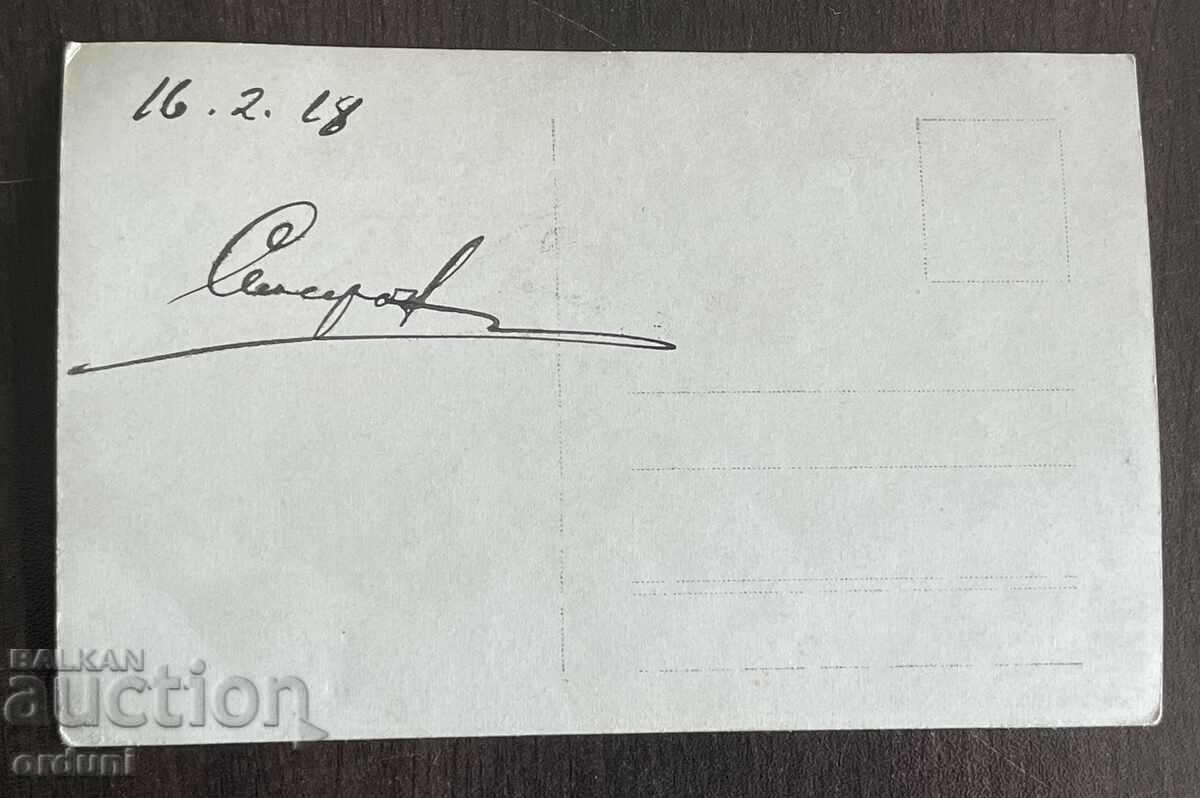 16.2.18
BALKAN
auction
orduni